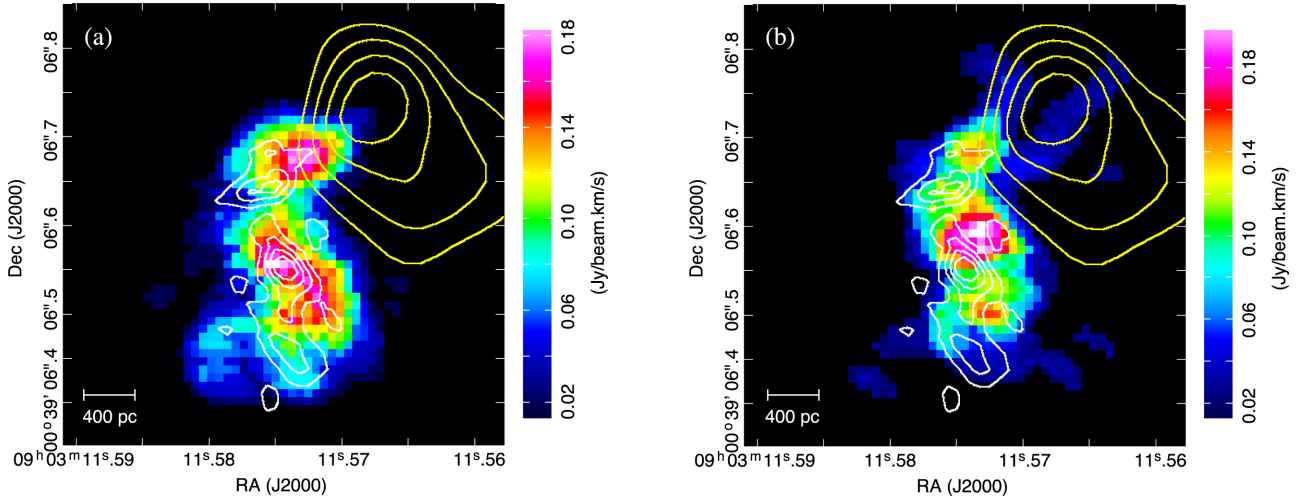 (a)
06".8
06".7
06".6
06".5
06".4
00°39' 06".4
Dec (J2000)
400 pc
09ʰ03ᵐ11ˢ.59
11ˢ.58
11ˢ.57
11ˢ.56
RA (J2000)
0.18
0.14
0.10
0.06
0.02
(Jy/beam.km/s)
(b)
06".8
06".7
06".6
06".5
06".4
00°39' 06".4
Dec (J2000)
400 pc
09ʰ03ᵐ11ˢ.59
11ˢ.58
11ˢ.57
11ˢ.56
RA (J2000)
0.18
0.14
0.10
0.06
0.02
(Jy/beam.km/s)